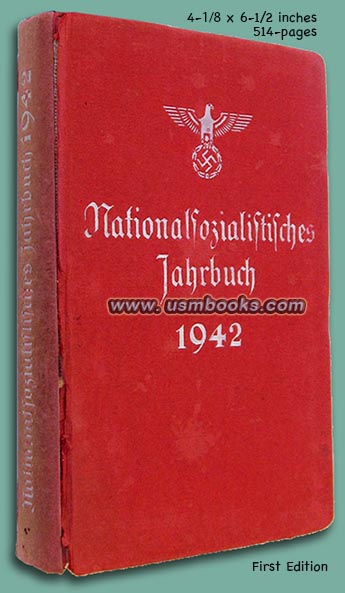 4-1/8 x 6-1/2 inches
514-pages
Nationalsozialistisches
Jahrbuch
www.usmbooks.com
1942
Nationalsozialistisches Jahrbuch 1942
First Edition